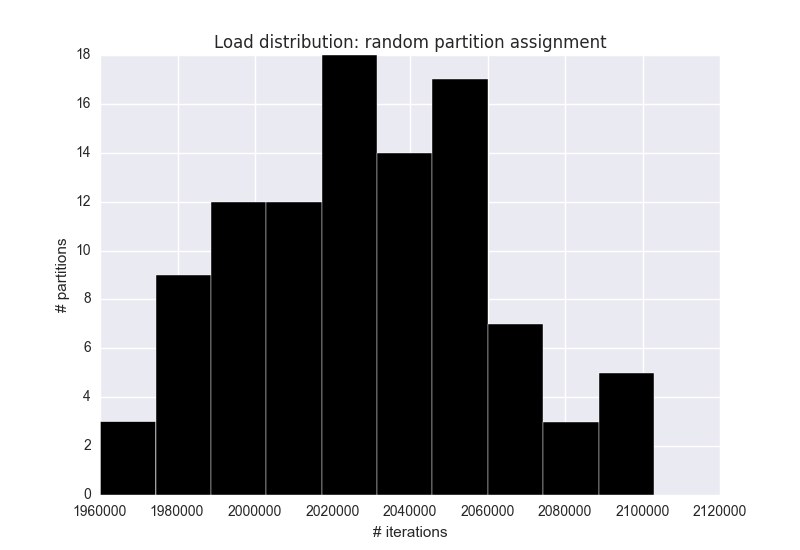 Load distribution: random partition assignment
18
16
14
12
10
8
6
4
2
0
# partitions
1960000 1980000 2000000 2020000 2040000 2060000 2080000 2100000 2120000
# iterations